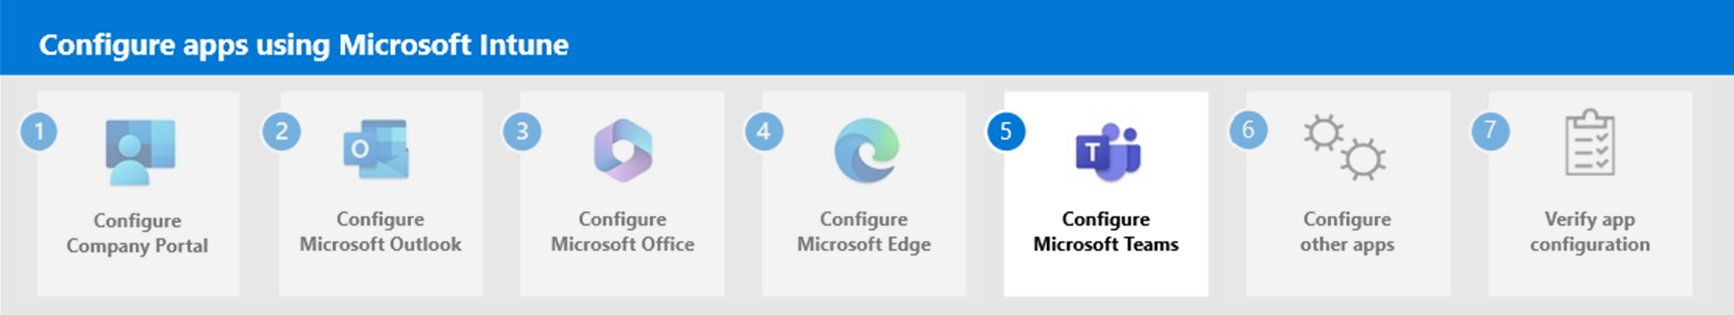 Configure apps using Microsoft Intune
1
Configure
Company Portal
2
O
Configure
Microsoft Outlook
3
Configure
Microsoft Office
4
Configure
Microsoft Edge
5
T
Configure
Microsoft Teams
6
Configure
other apps
7
Verify app
configuration